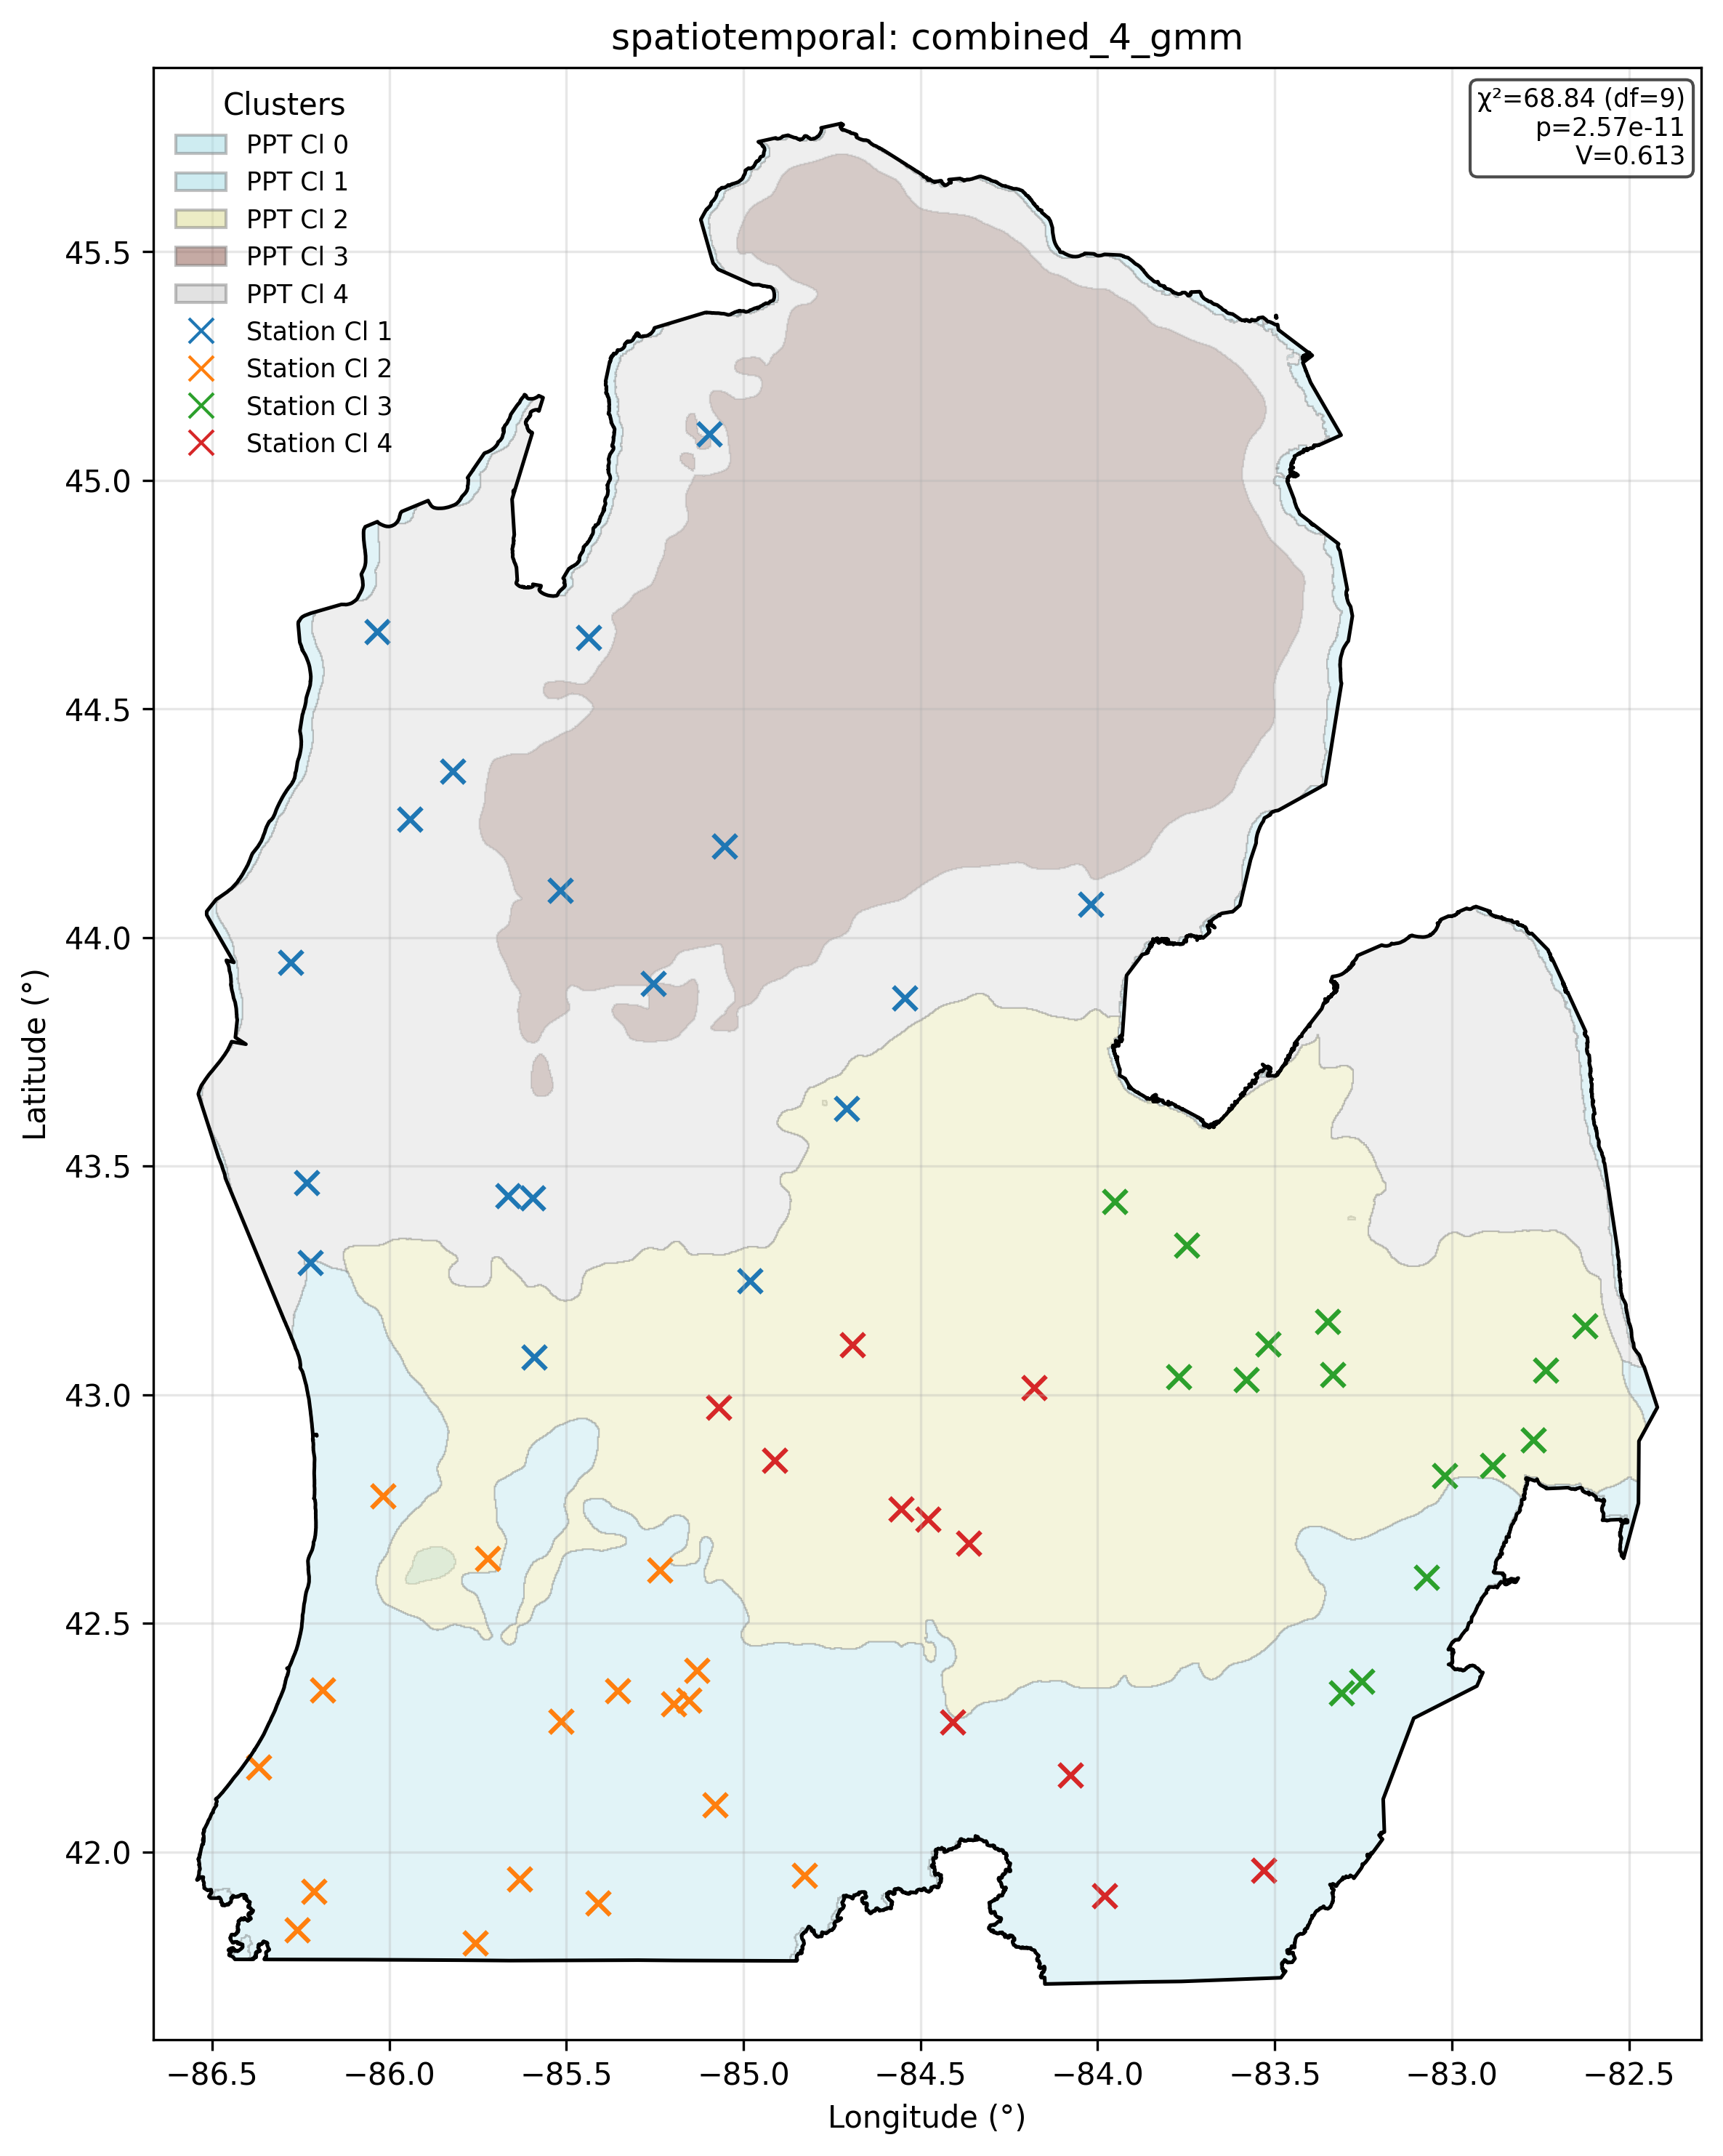 spatiotemporal: combined_4_gmm
Clusters
PPT Cl 0
PPT Cl 1
PPT Cl 2
PPT Cl 3
PPT Cl 4
Station Cl 1
Station Cl 2
Station Cl 3
Station Cl 4
χ²=68.84 (df=9)
p=2.57e-11
V=0.613
45.5
45.0
44.5
44.0
43.5
43.0
42.5
42.0
Latitude (°)
−86.5
−86.0
−85.5
−85.0
−84.5
−84.0
−83.5
−83.0
−82.5
Longitude (°)